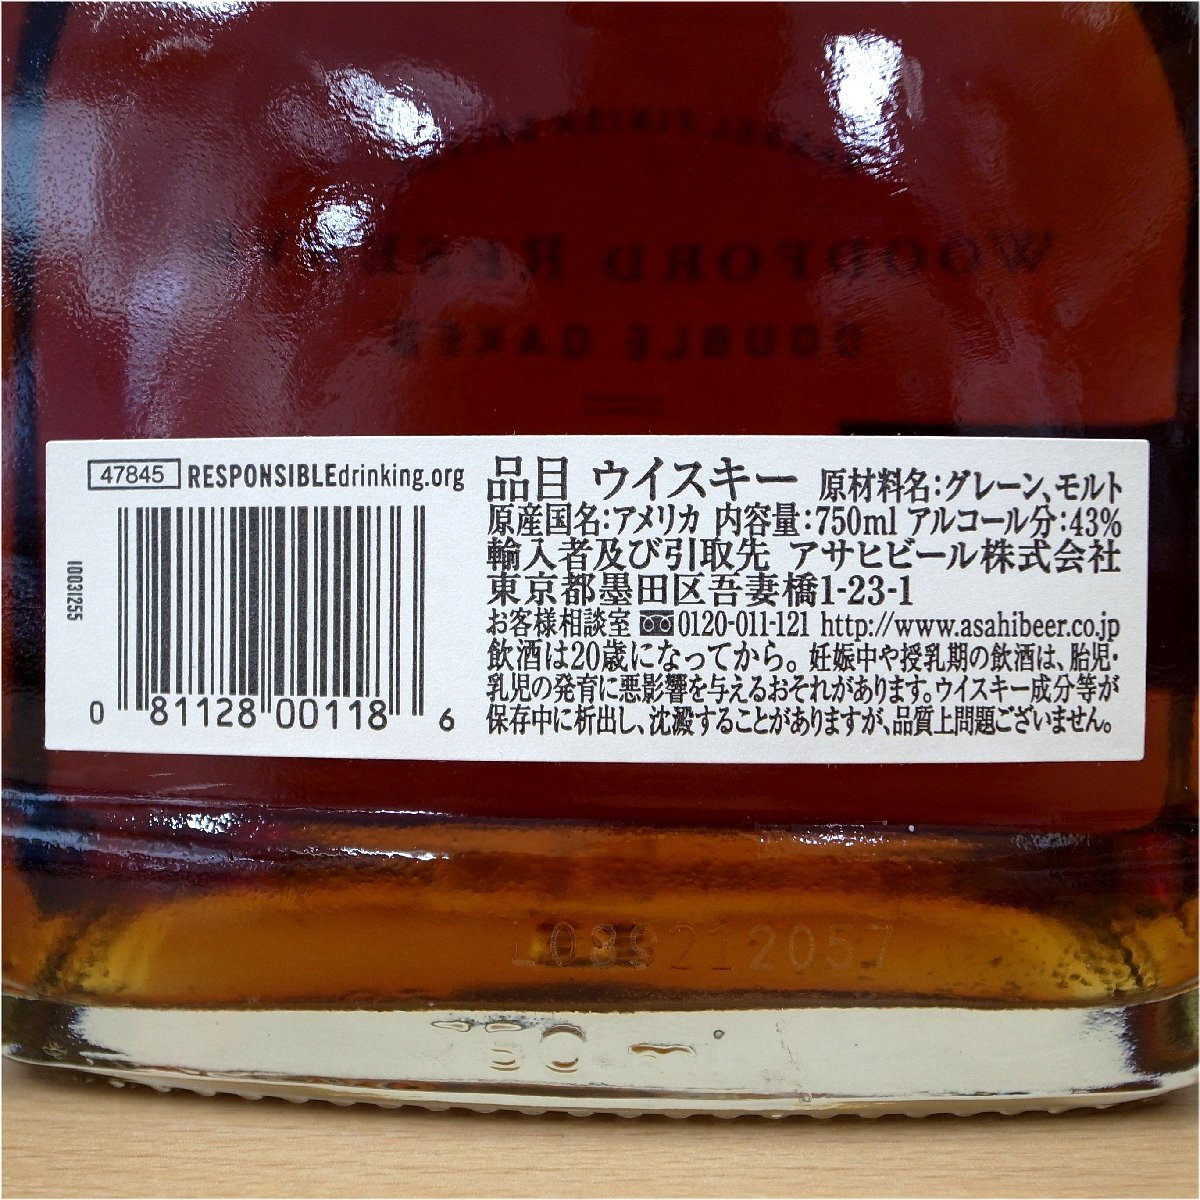 WOODFORD RESERVE
DOUBLE OAKED
47845 RESPONSIBLEdrinking.org
10031255
0 81128 00118 6
品目 ウイスキー 原材料名:グレーン、モルト
原産国名:アメリカ 内容量:750ml アルコール分:43%
輸入者及び引取先 アサヒビール株式会社
東京都墨田区吾妻橋1-23-1
お客様相談室 0120-011-121 http://www.asahibeer.co.jp
飲酒は20歳になってから。妊娠中や授乳期の飲酒は、胎児・
乳児の発育に悪影響を与えるおそれがあります。ウイスキー成分等が
保存中に析出し、沈澱することがありますが、品質上問題ございません。